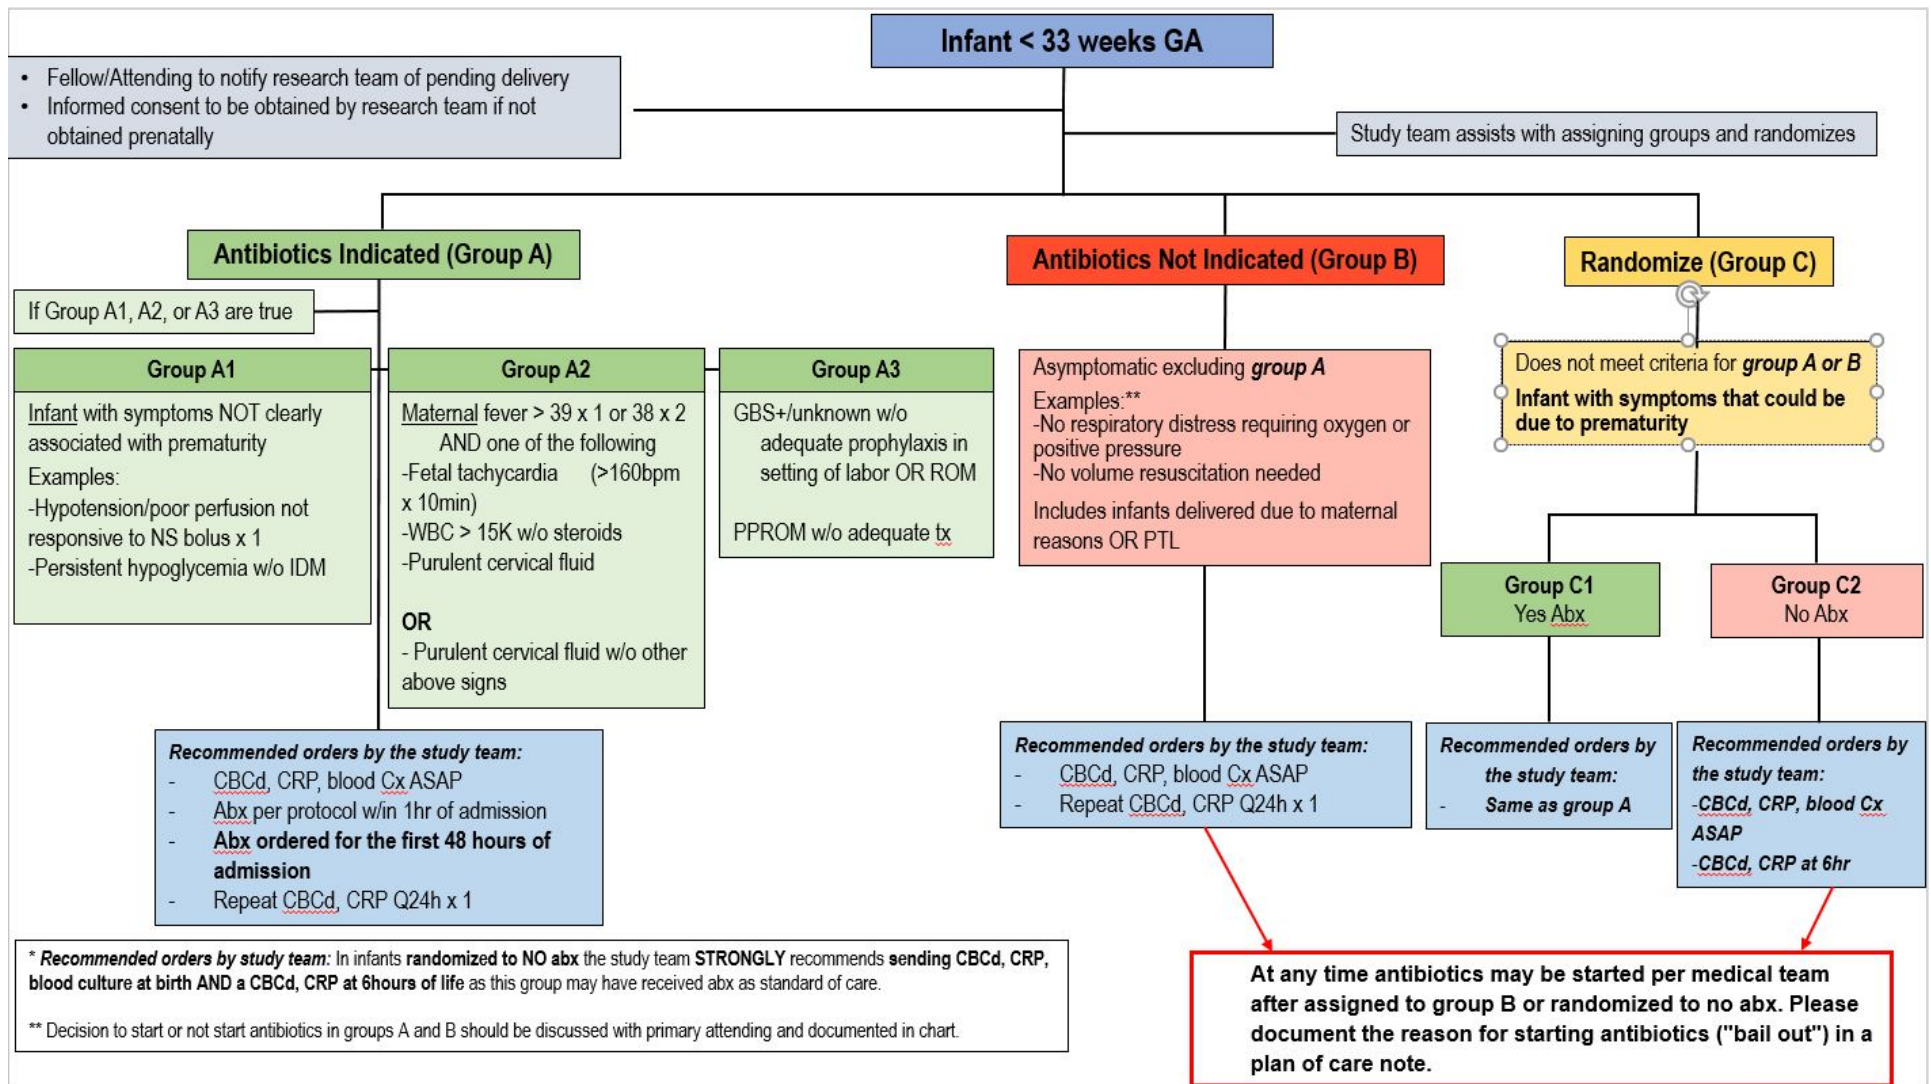 Infant < 33 weeks GA
• Fellow/Attending to notify research team of pending delivery
• Informed consent to be obtained by research team if not
obtained prenatally
Study team assists with assigning groups and randomizes
Antibiotics Indicated (Group A)
If Group A1, A2, or A3 are true
Group A1
Infant with symptoms NOT clearly
associated with prematurity
Examples:
-Hypotension/poor perfusion not
responsive to NS bolus x 1
-Persistent hypoglycemia w/o IDM
Group A2
Maternal fever > 39 x 1 or 38 x 2
AND one of the following
-Fetal tachycardia (>160bpm
x 10min)
-WBC > 15K w/o steroids
-Purulent cervical fluid
OR
- Purulent cervical fluid w/o other
above signs
Group A3
GBS+/unknown w/o
adequate prophylaxis in
setting of labor OR ROM
PPROM w/o adequate tx
Recommended orders by the study team:
- CBCd, CRP, blood Cx ASAP
- Abx per protocol w/in 1hr of admission
- Abx ordered for the first 48 hours of
admission
- Repeat CBCd, CRP Q24h x 1
Antibiotics Not Indicated (Group B)
Asymptomatic excluding group A
Examples:**
-No respiratory distress requiring oxygen or
positive pressure
-No volume resuscitation needed
Includes infants delivered due to maternal
reasons OR PTL
Recommended orders by the study team:
- CBCd, CRP, blood Cx ASAP
- Repeat CBCd, CRP Q24h x 1
Randomize (Group C)
Does not meet criteria for group A or B
Infant with symptoms that could be
due to prematurity
Group C1
Yes Abx
Group C2
No Abx
Recommended orders by
the study team:
- Same as group A
Recommended orders by
the study team:
-CBCd, CRP, blood Cx
ASAP
-CBCd, CRP at 6hr
* Recommended orders by study team: In infants randomized to NO abx the study team STRONGLY recommends sending CBCd, CRP,
blood culture at birth AND a CBCd, CRP at 6hours of life as this group may have received abx as standard of care.
** Decision to start or not start antibiotics in groups A and B should be discussed with primary attending and documented in chart.
At any time antibiotics may be started per medical team
after assigned to group B or randomized to no abx. Please
document the reason for starting antibiotics ("bail out") in a
plan of care note.